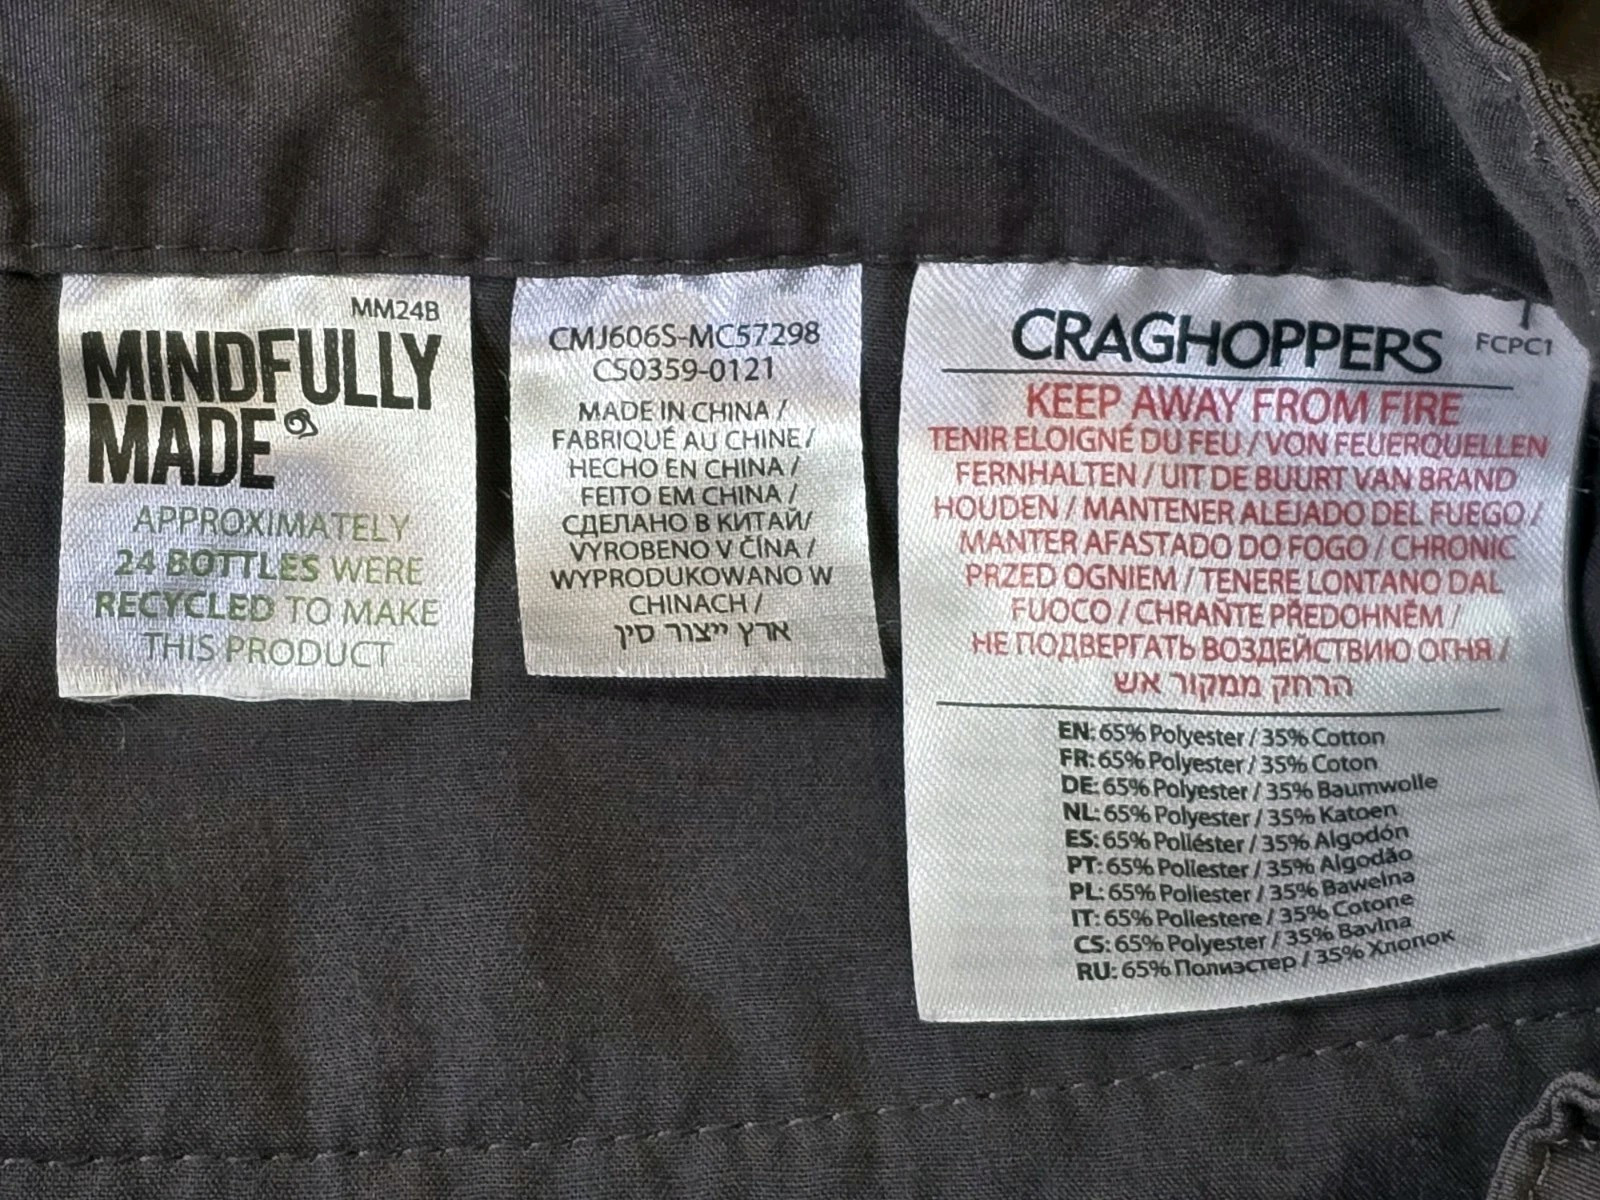 MM24B
MINDFULLY
MADE
APPROXIMATELY
24 BOTTLES WERE
RECYCLED TO MAKE
THIS PRODUCT
CMJ606S-MC57298
CS0359-0121
MADE IN CHINA /
FABRIQUÉ AU CHINE /
HECHO EN CHINA /
FEITO EM CHINA /
СДЕЛАНО В КИТАЙ/
VYROBENO V ČÍNA /
WYPRODUKOWANO W
CHINACH /
ארץ ייצור סין
CRAGHOPPERS
FCPC1
KEEP AWAY FROM FIRE
TENIR ELOIGNÉ DU FEU / VON FEUERQUELLEN
FERNHALTEN / UIT DE BUURT VAN BRAND
HOUDEN / MANTENER ALEJADO DEL FUEGO /
MANTER AFASTADO DO FOGO / CHRONIC
PRZED OGNIEM / TENERE LONTANO DAL
FUOCO / CHRAŇTE PŘEDOHNĚM /
НЕ ПОДВЕРГАТЬ ВОЗДЕЙСТВИЮ ОГНЯ /
הרחק ממקור אש
EN: 65% Polyester / 35% Cotton
FR: 65% Polyester / 35% Coton
DE: 65% Polyester / 35% Baumwolle
NL: 65% Polyester / 35% Katoen
ES: 65% Poliéster / 35% Algodón
PT: 65% Poliester / 35% Algodão
PL: 65% Poliester / 35% Bawelna
IT: 65% Poliestere / 35% Cotone
CS: 65% Polyester / 35% Bavlna
RU: 65% Полиэстер / 35% Хлопок